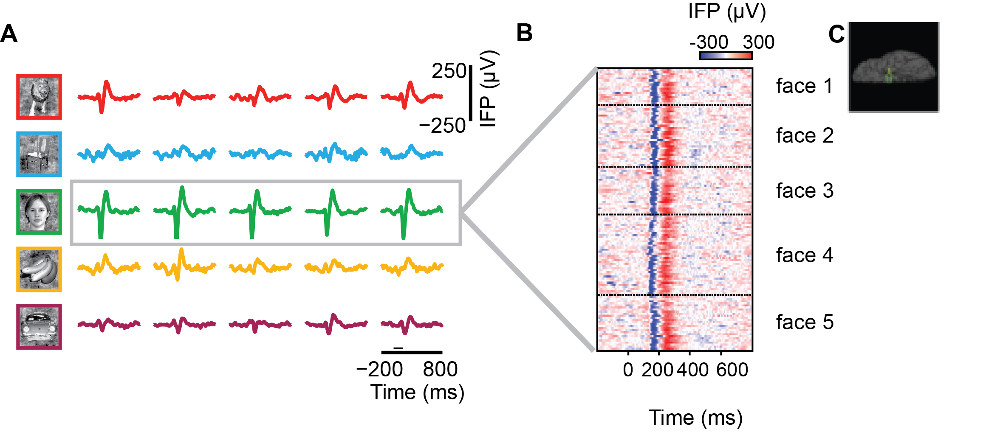 A
250
−250
IFP (µV)
−200 800
Time (ms)
B
IFP (µV)
-300 300
face 1
face 2
face 3
face 4
face 5
0 200 400 600
Time (ms)
C